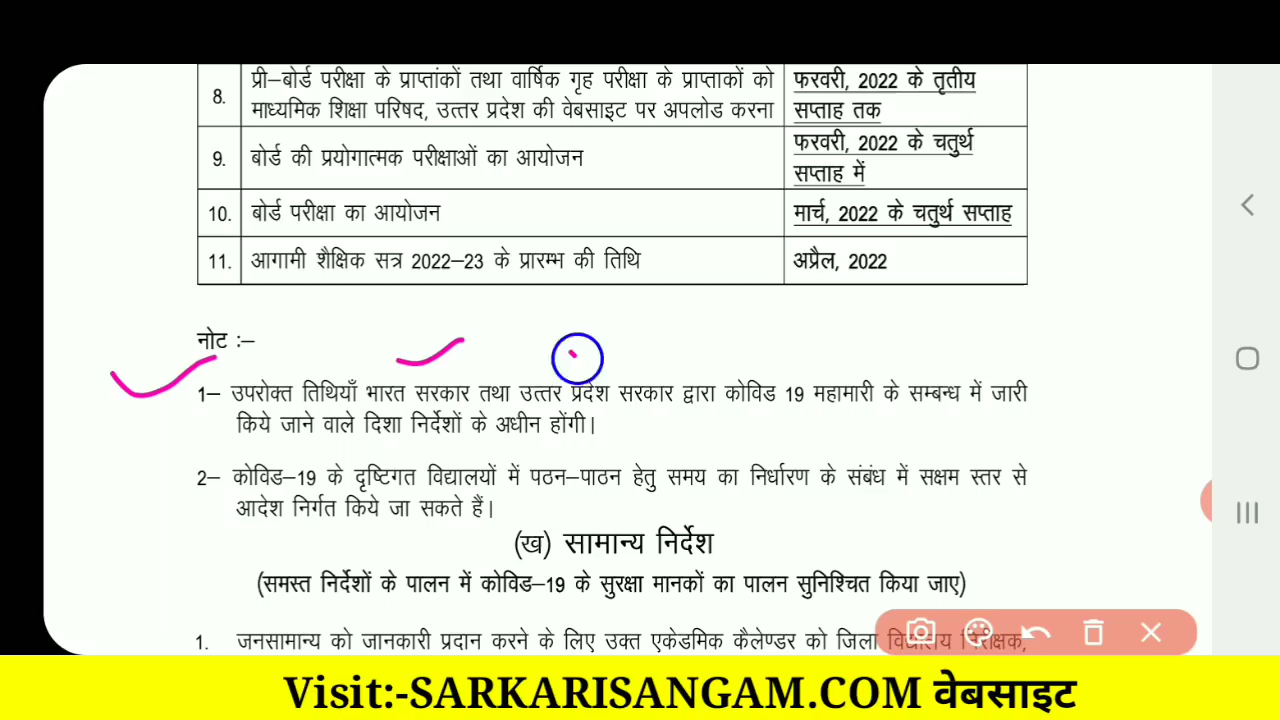 8. प्री–बोर्ड परीक्षा के प्राप्तांकों तथा वार्षिक गृह परीक्षा के प्राप्ताकों को फरवरी, 2022 के तृतीय
माध्यमिक शिक्षा परिषद, उत्तर प्रदेश की वेबसाइट पर अपलोड करना सप्ताह तक
9. बोर्ड की प्रयोगात्मक परीक्षाओं का आयोजन फरवरी, 2022 के चतुर्थ
सप्ताह में
10. बोर्ड परीक्षा का आयोजन मार्च, 2022 के चतुर्थ सप्ताह
11. आगामी शैक्षिक सत्र 2022–23 के प्रारम्भ की तिथि अप्रैल, 2022
नोट :–
1– उपरोक्त तिथियाँ भारत सरकार तथा उत्तर प्रदेश सरकार द्वारा कोविड 19 महामारी के सम्बन्ध में जारी
किये जाने वाले दिशा निर्देशों के अधीन होंगी।
2– कोविड–19 के दृष्टिगत विद्यालयों में पठन–पाठन हेतु समय का निर्धारण के संबंध में सक्षम स्तर से
आदेश निर्गत किये जा सकते हैं।
(ख) सामान्य निर्देश
(समस्त निर्देशों के पालन में कोविड–19 के सुरक्षा मानकों का पालन सुनिश्चित किया जाए)
1. जनसामान्य को जानकारी प्रदान करने के लिए उक्त एकेडमिक कैलेण्डर को जिला विद्यालय निरीक्षक,
Visit:-SARKARISANGAM.COM वेबसाइट